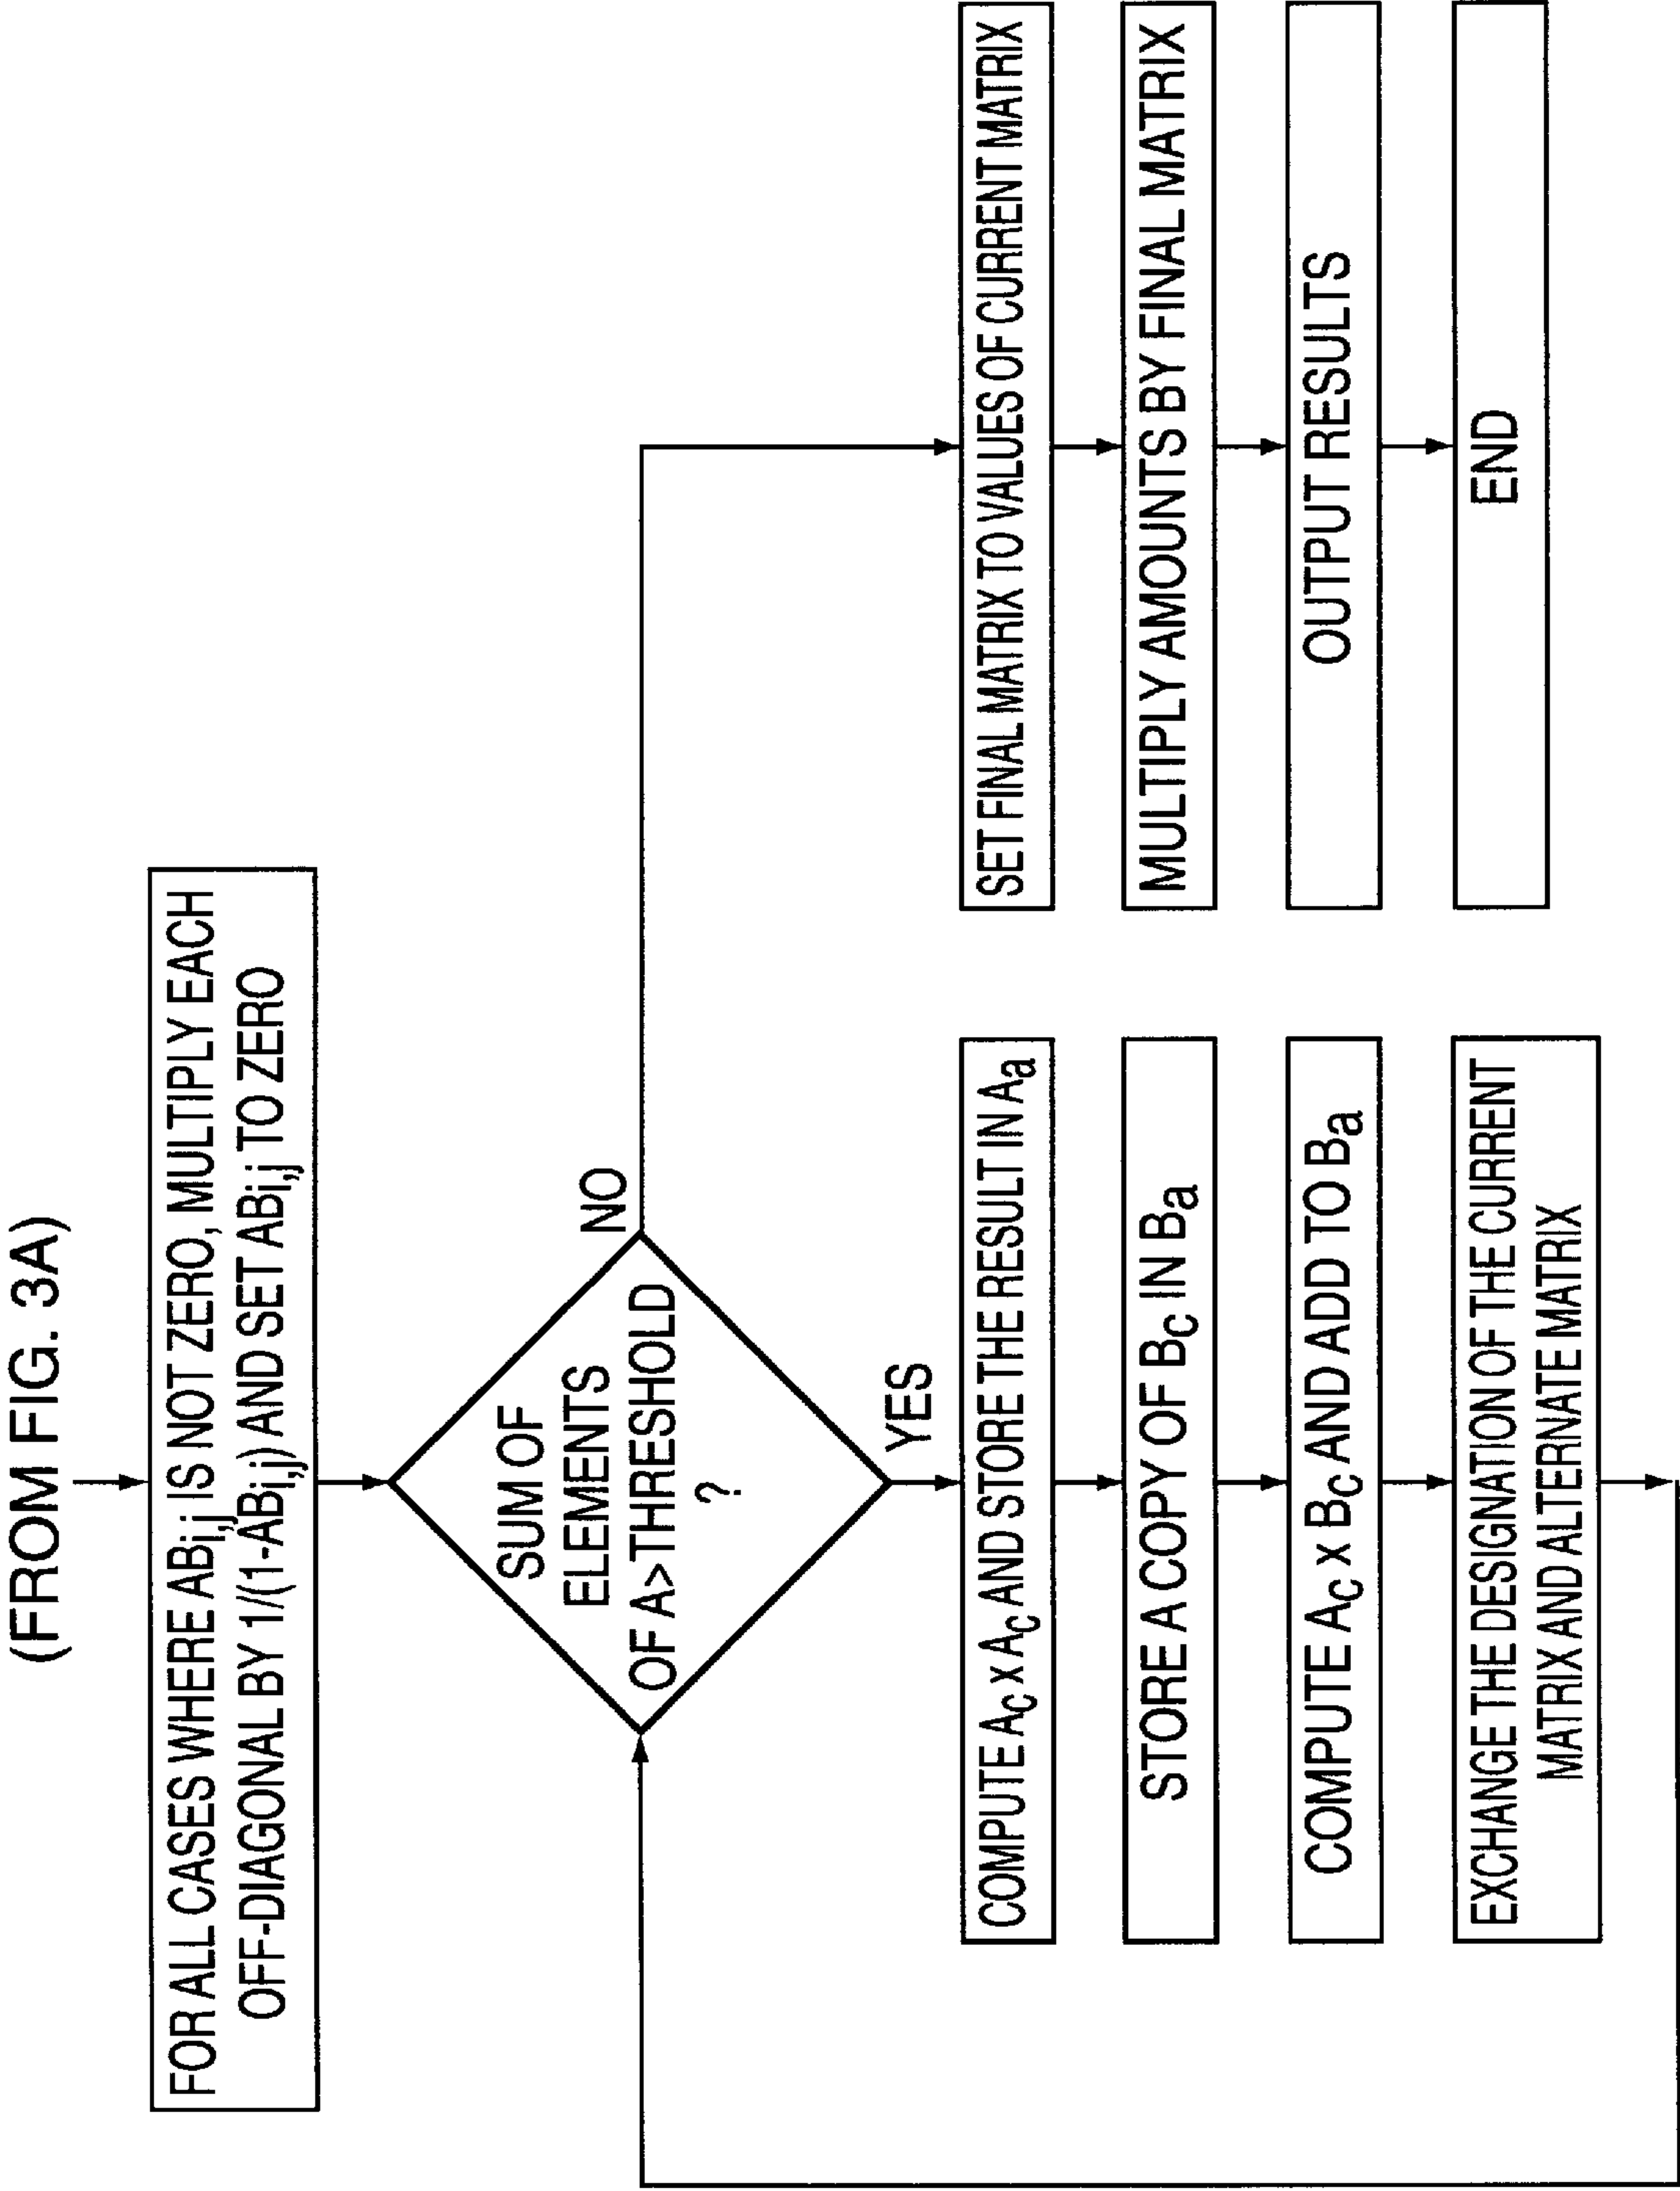 (FROM FIG. 3A)
FOR ALL CASES WHERE ABi,j IS NOT ZERO, MULTIPLY EACH
OFF-DIAGONAL BY 1/(1-ABi,j) AND SET ABi,j TO ZERO
SUM OF
ELEMENTS
OF A>THRESHOLD
?
NO
YES
COMPUTE Ac x Ac AND STORE THE RESULT IN Aa
STORE A COPY OF Bc IN Ba
COMPUTE Ac x Bc AND ADD TO Ba
EXCHANGE THE DESIGNATION OF THE CURRENT
MATRIX AND ALTERNATE MATRIX
SET FINAL MATRIX TO VALUES OF CURRENT MATRIX
MULTIPLY AMOUNTS BY FINAL MATRIX
OUTPUT RESULTS
END